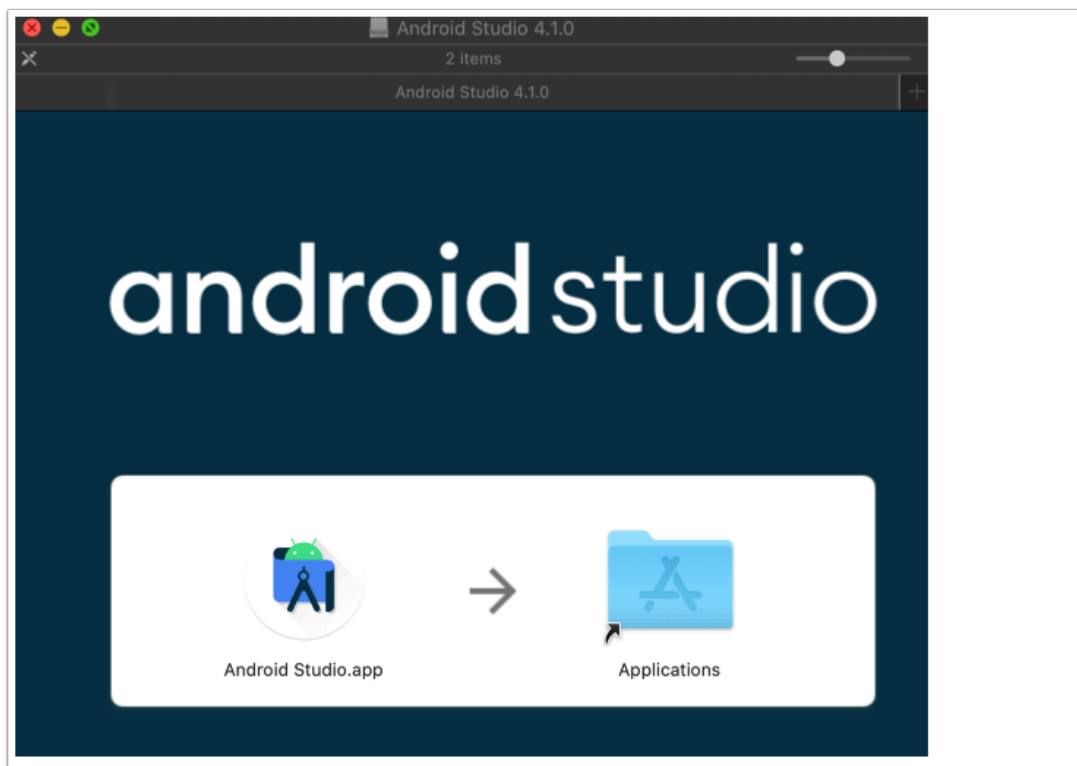 Android Studio 4.1.0
2 items
Android Studio 4.1.0
android studio
Android Studio.app
Applications